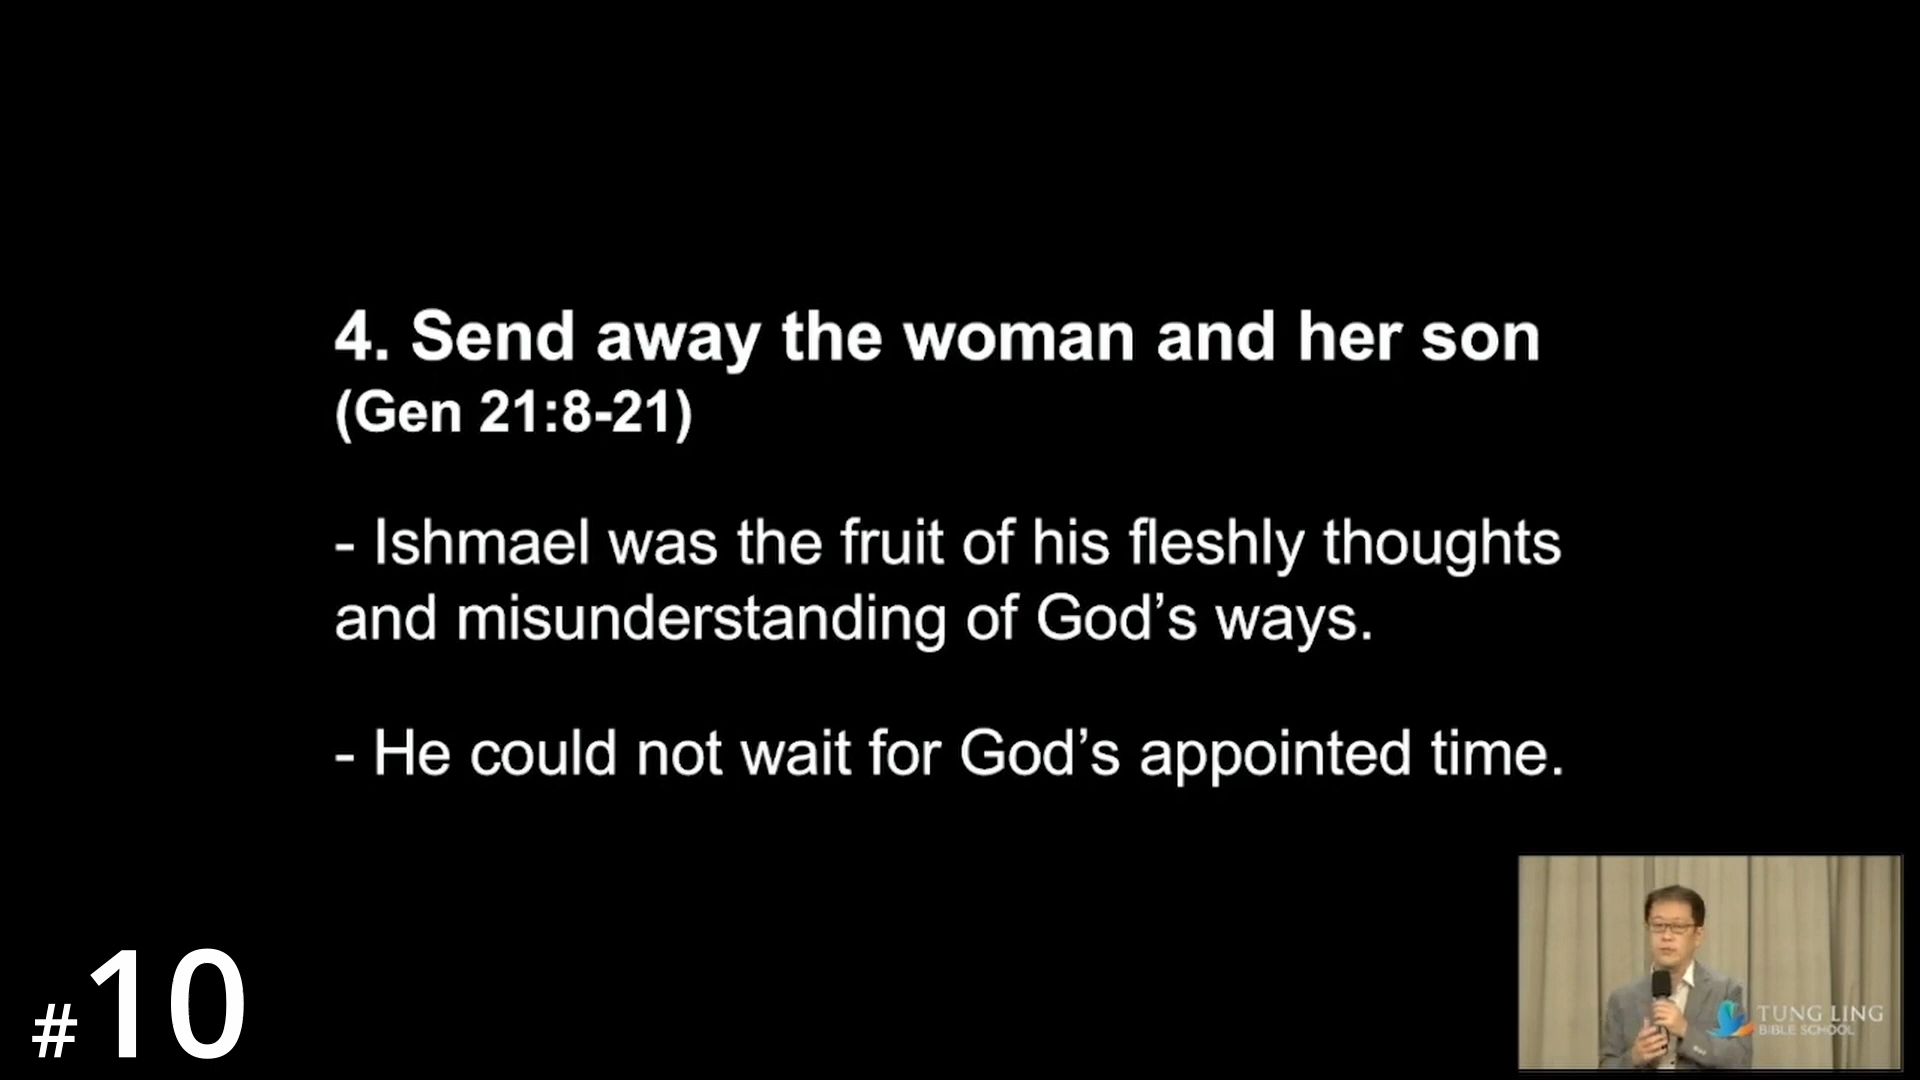 4. Send away the woman and her son
(Gen 21:8-21)
- Ishmael was the fruit of his fleshly thoughts
and misunderstanding of God’s ways.
- He could not wait for God’s appointed time.
#10
TUNG LING
BIBLE SCHOOL